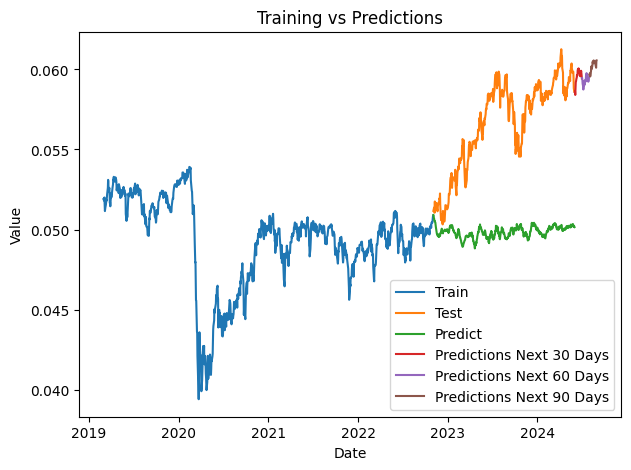 Training vs Predictions
0.060
0.055
0.050
0.045
0.040
Value
Train
Test
Predict
Predictions Next 30 Days
Predictions Next 60 Days
Predictions Next 90 Days
2019 2020 2021 2022 2023 2024
Date